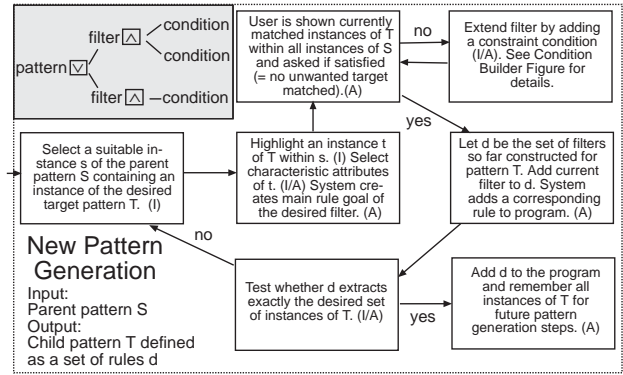 pattern ∨
filter ∧
condition
condition
filter ∧
condition
User is shown currently
matched instances of T
within all instances of S
and asked if satisfied
(= no unwanted target
matched).(A)
no
Extend filter by adding
a constraint condition
(I/A). See Condition
Builder Figure for
details.
yes
Select a suitable in-
stance s of the parent
pattern S containing an
instance of the desired
target pattern T. (I)
Highlight an instance t
of T within s. (I) Select
characteristic attributes
of t. (I/A) System cre-
ates main rule goal of
the desired filter. (A)
Let d be the set of filters
so far constructed for
pattern T. Add current
filter to d. System
adds a corresponding
rule to program. (A)
no
New Pattern
Generation
Input:
Parent pattern S
Output:
Child pattern T defined
as a set of rules d
Test whether d extracts
exactly the desired set
of instances of T. (I/A)
yes
Add d to the program
and remember all
instances of T for
future pattern
generation steps. (A)